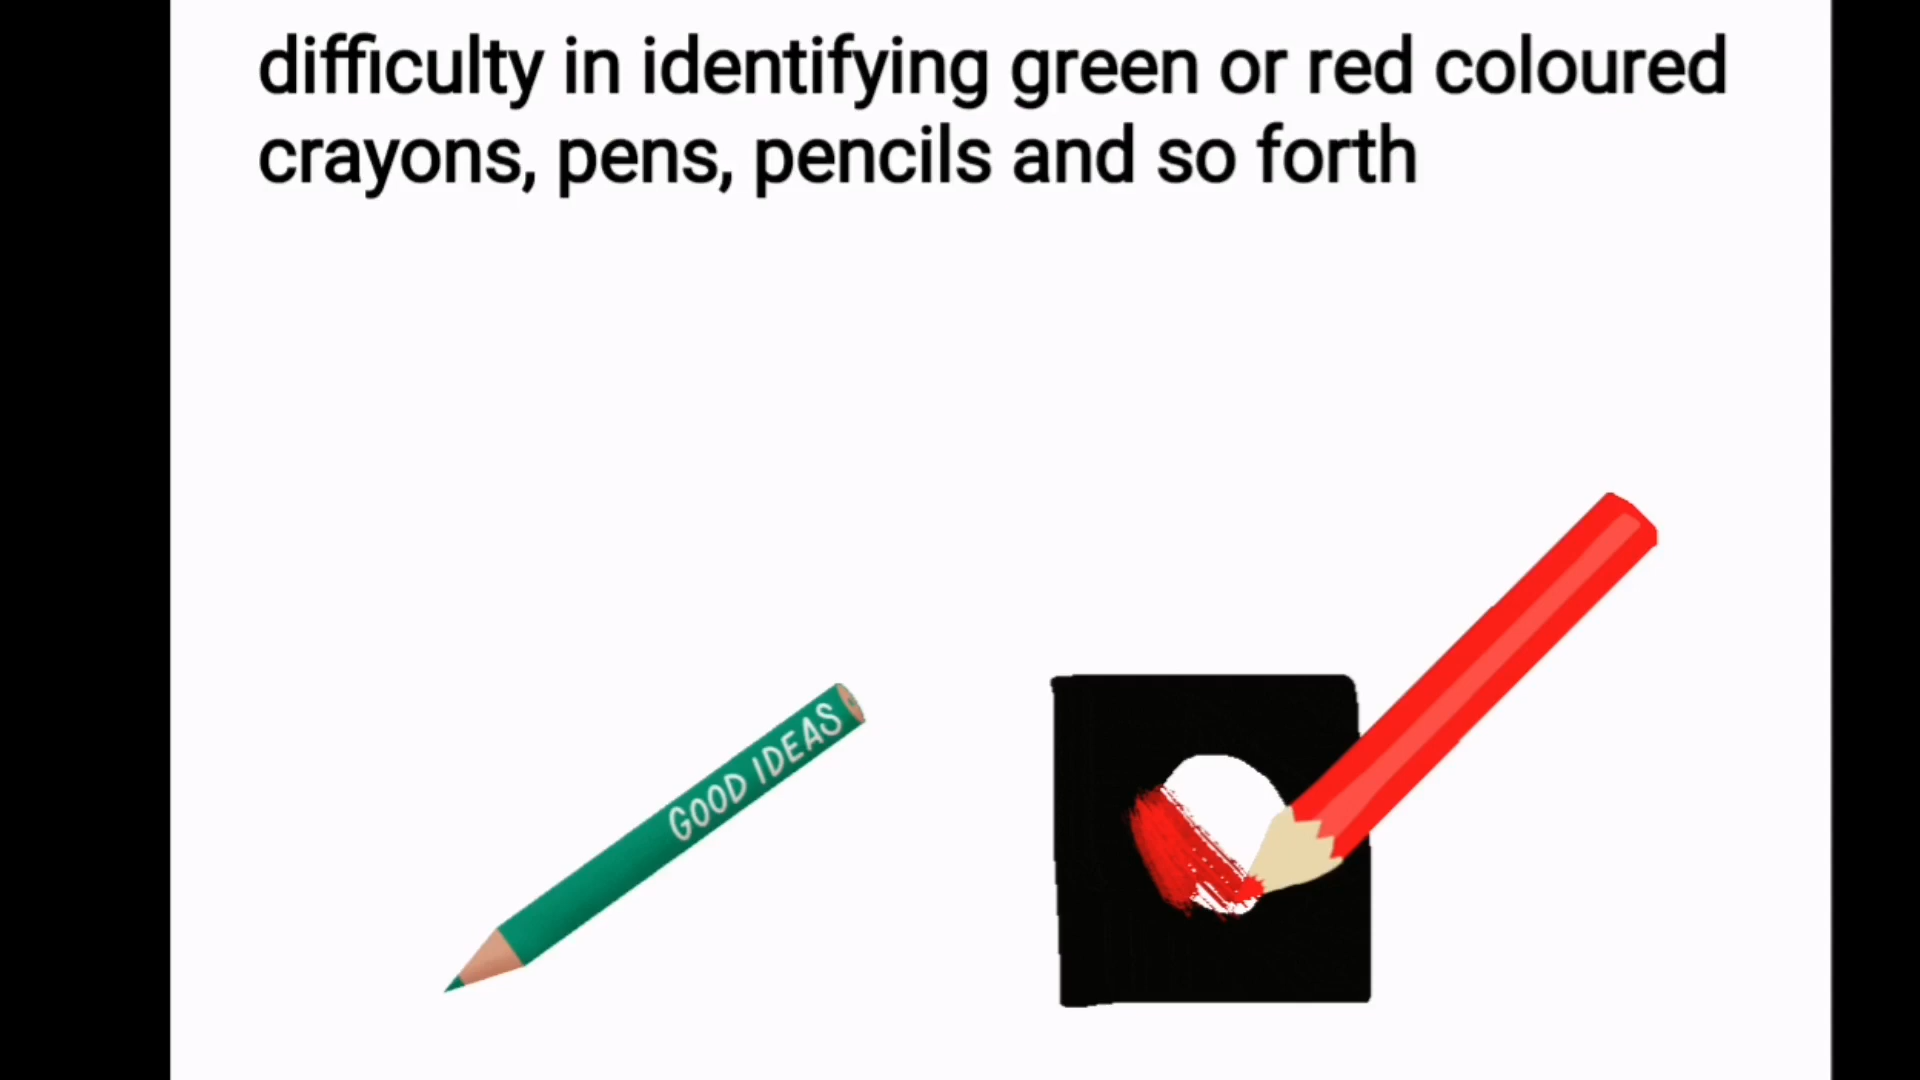 difficulty in identifying green or red coloured
crayons, pens, pencils and so forth
GOOD IDEAS